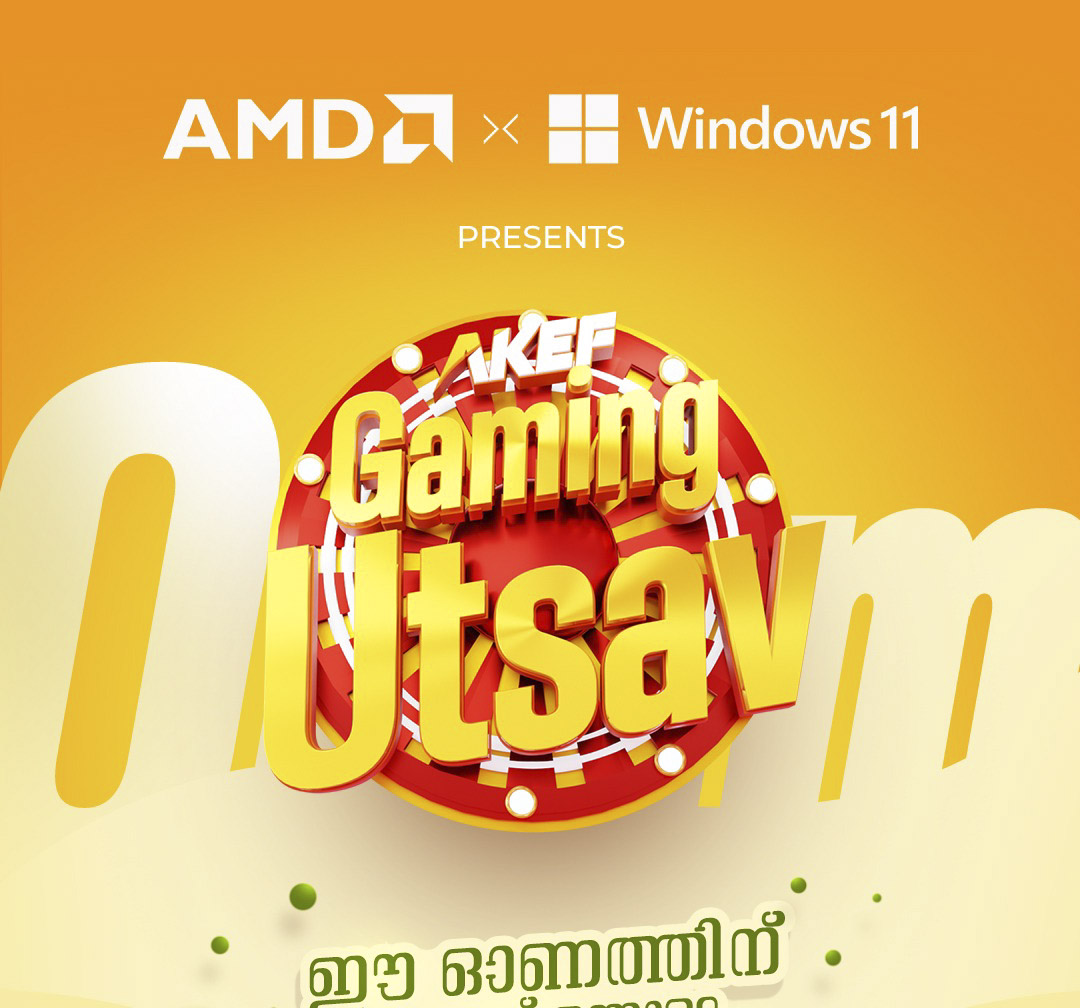 AMD × Windows 11
PRESENTS
AKEF
Gaming
Utsav
ഈ ഓണത്തിന്